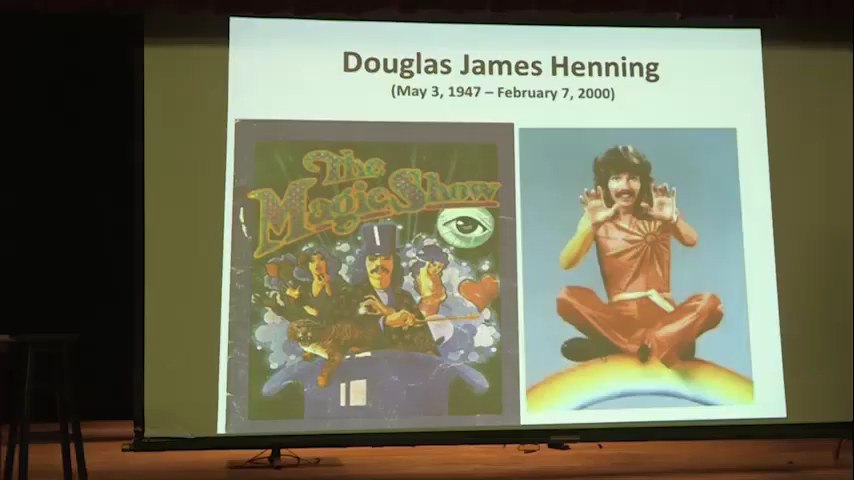 Douglas James Henning
(May 3, 1947 – February 7, 2000)
The
Magic Show